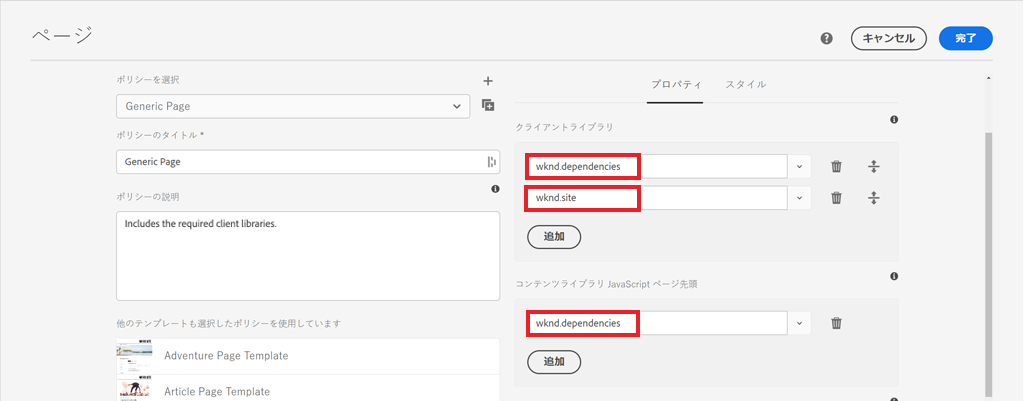 ページ
キャンセル
完了
ポリシーを選択
Generic Page
ポリシーのタイトル *
Generic Page
ポリシーの説明
Includes the required client libraries.
他のテンプレートも選択したポリシーを使用しています
Adventure Page Template
Article Page Template
プロパティ
スタイル
クライアントライブラリ
wknd.dependencies
wknd.site
追加
コンテンツライブラリ JavaScript ページ先頭
wknd.dependencies
追加